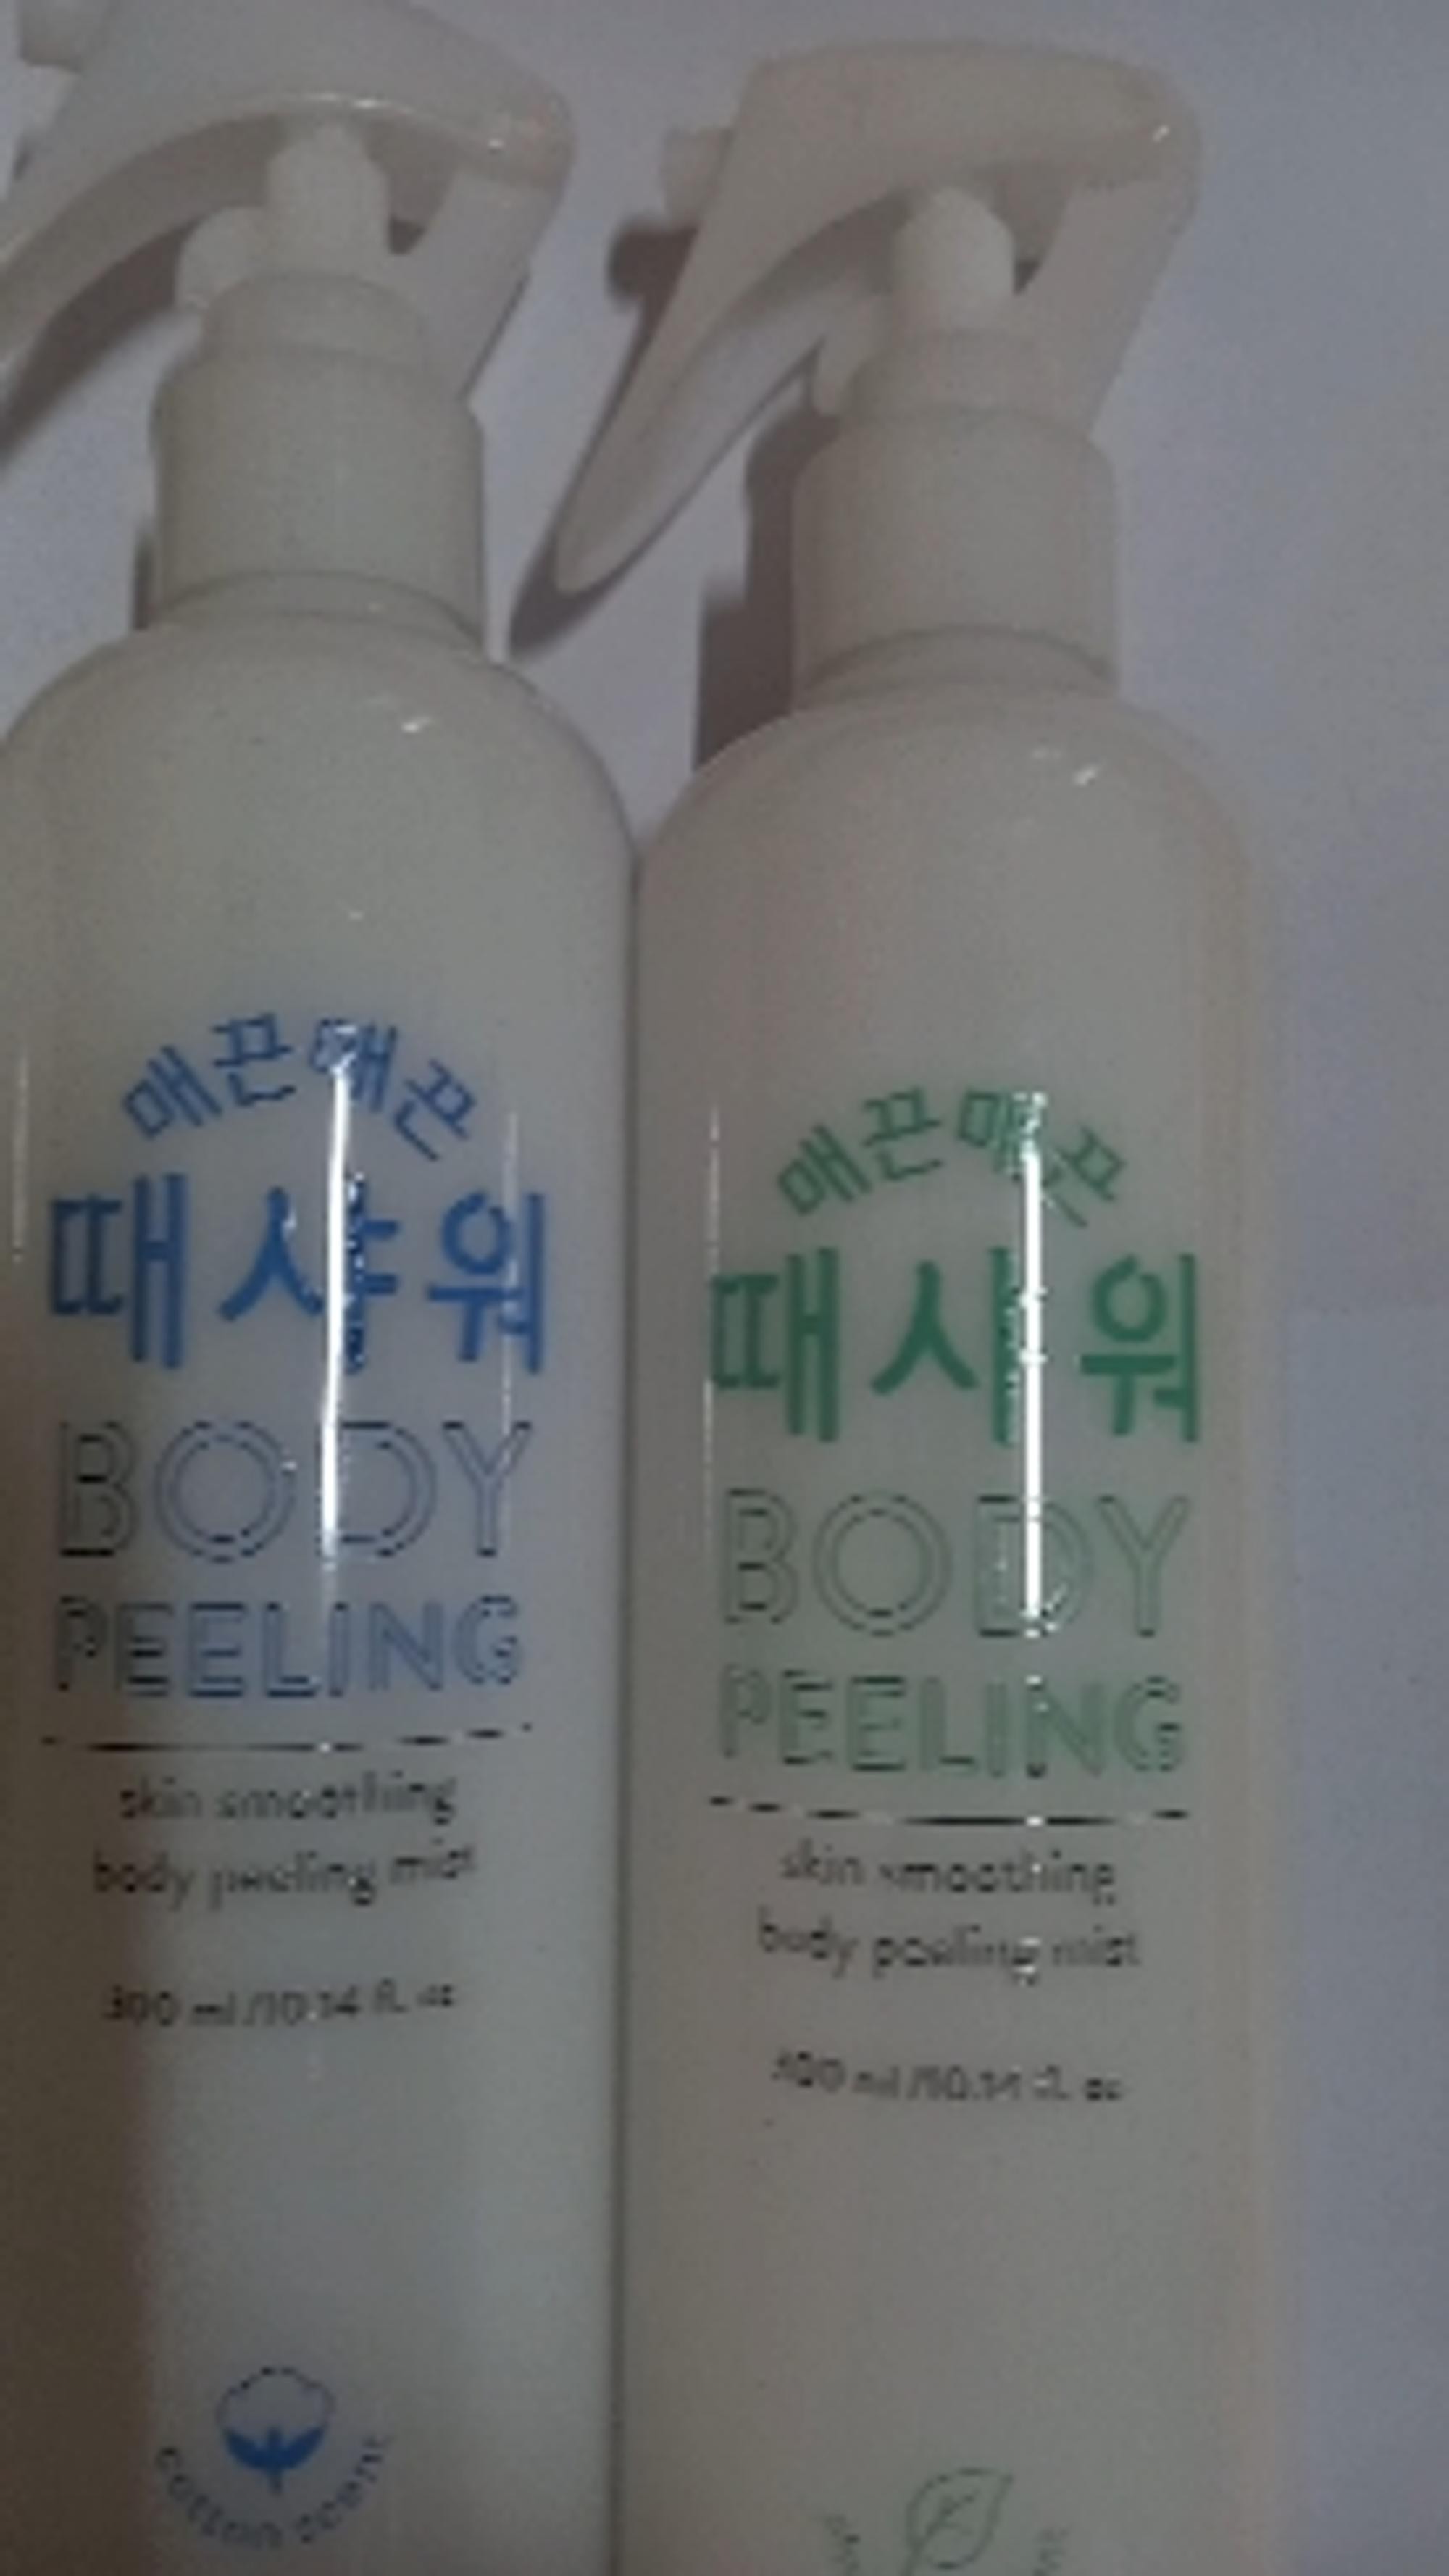 매끈매끈
때샤워
BODY
PEELING
skin smoothing
body peeling mist
300 ml /10.14 fl. oz
cotton scent
매끈매끈
때샤워
BODY
PEELING
skin smoothing
body peeling mist
300 ml /10.14 fl. oz